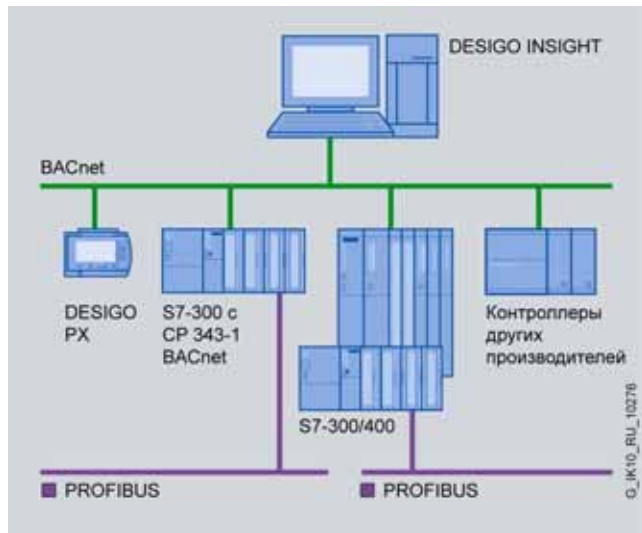 DESIGO INSIGHT
BACnet
DESIGO
PX
S7-300 с
CP 343-1
BACnet
Контроллеры
других
производителей
S7-300/400
PROFIBUS
PROFIBUS
G_IK10_RU_10276